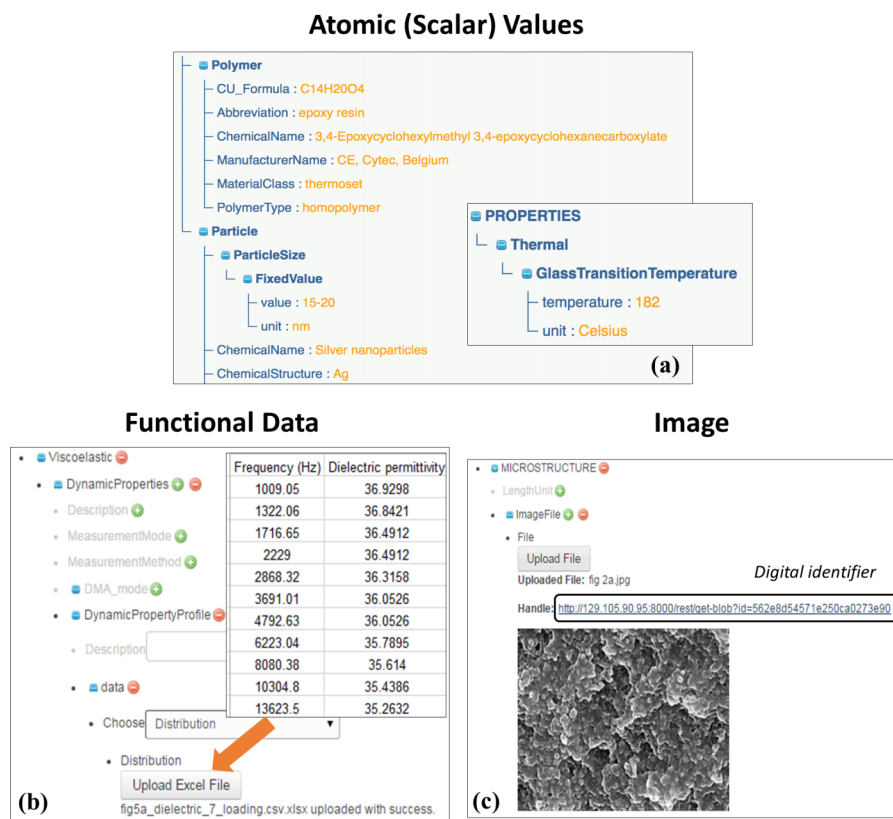 Atomic (Scalar) Values
Polymer
CU_Formula : C14H20O4
Abbreviation : epoxy resin
ChemicalName : 3,4-Epoxycyclohexylmethyl 3,4-epoxycyclohexanecarboxylate
ManufacturerName : CE, Cytec, Belgium
MaterialClass : thermoset
PolymerType : homopolymer
Particle
ParticleSize
FixedValue
value : 15-20
unit : nm
ChemicalName : Silver nanoparticles
ChemicalStructure : Ag
PROPERTIES
Thermal
GlassTransitionTemperature
temperature : 182
unit : Celsius
(a)
Functional Data
Viscoelastic
DynamicProperties
Description
MeasurementMode
MeasurementMethod
DMA_mode
DynamicPropertyProfile
Description
data
Choose Distribution
Distribution
Upload Excel File
fig5a_dielectric_7_loading.csv.xlsx uploaded with success.
Frequency (Hz) Dielectric permittivity
1009.05 36.9298
1322.06 36.8421
1716.65 36.4912
2229 36.4912
2868.32 36.3158
3691.01 36.0526
4792.63 36.0526
6223.04 35.7895
8080.38 35.614
10304.8 35.4386
13623.5 35.2632
(b)
Image
MICROSTRUCTURE
LengthUnit
ImageFile
File
Upload File
Uploaded File: fig 2a.jpg
Digital identifier
Handle: http://129.105.90.95:8000/rest/get-blob?id=562e8d54571e250ca0273e90
(c)